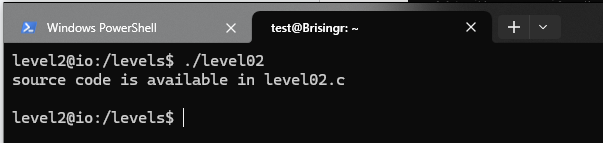 Windows PowerShell
test@Brisingr: ~
level2@io:/levels$ ./level02
source code is available in level02.c
level2@io:/levels$